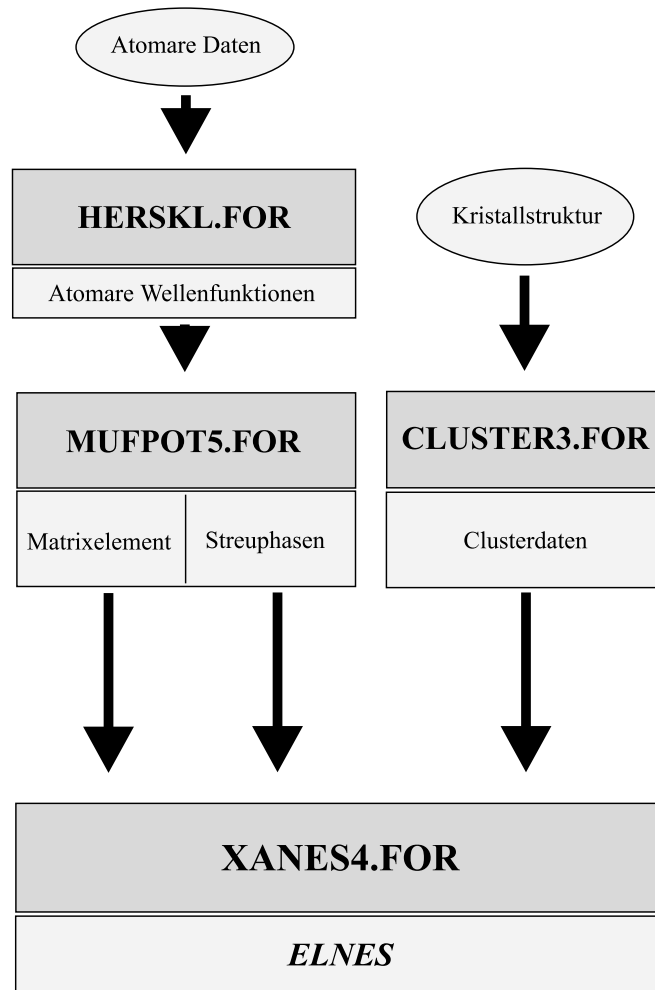 Atomare Daten
HERSKL.FOR
Kristallstruktur
Atomare Wellenfunktionen
MUFPOT5.FOR
CLUSTER3.FOR
Matrixelement
Streuphasen
Clusterdaten
XANES4.FOR
ELNES